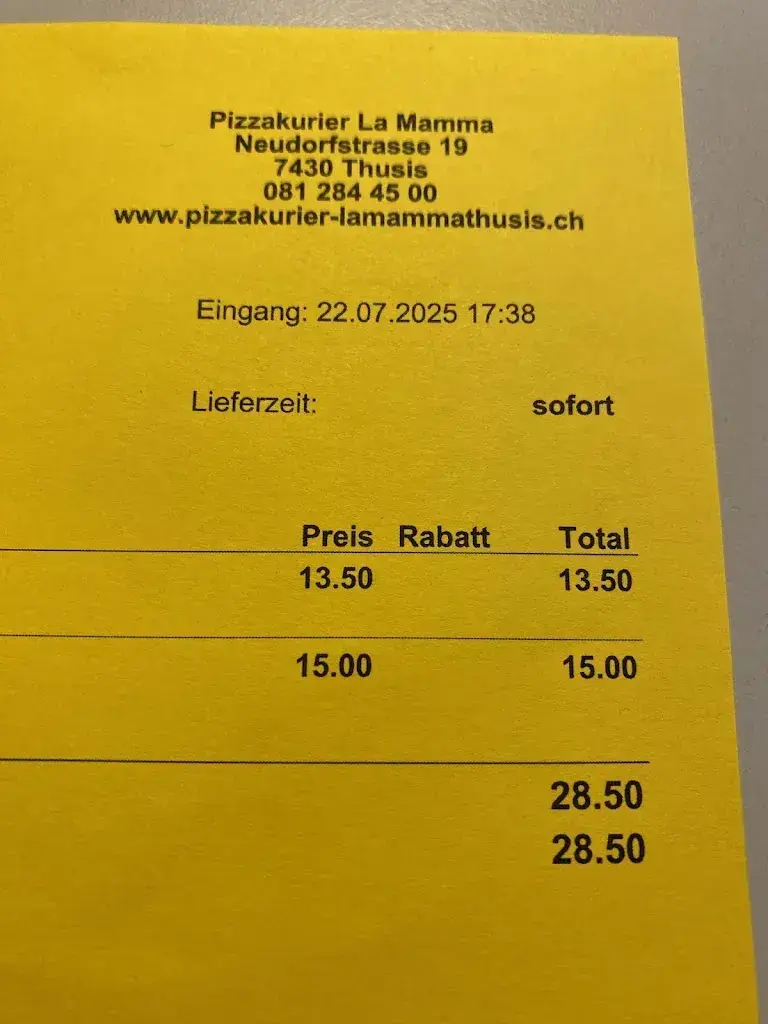 Pizzakurier La Mamma
Neudorfstrasse 19
7430 Thusis
081 284 45 00
www.pizzakurier-lamammathusis.ch
Eingang: 22.07.2025 17:38
Lieferzeit: sofort
Preis Rabatt Total
13.50 13.50
15.00 15.00
28.50
28.50